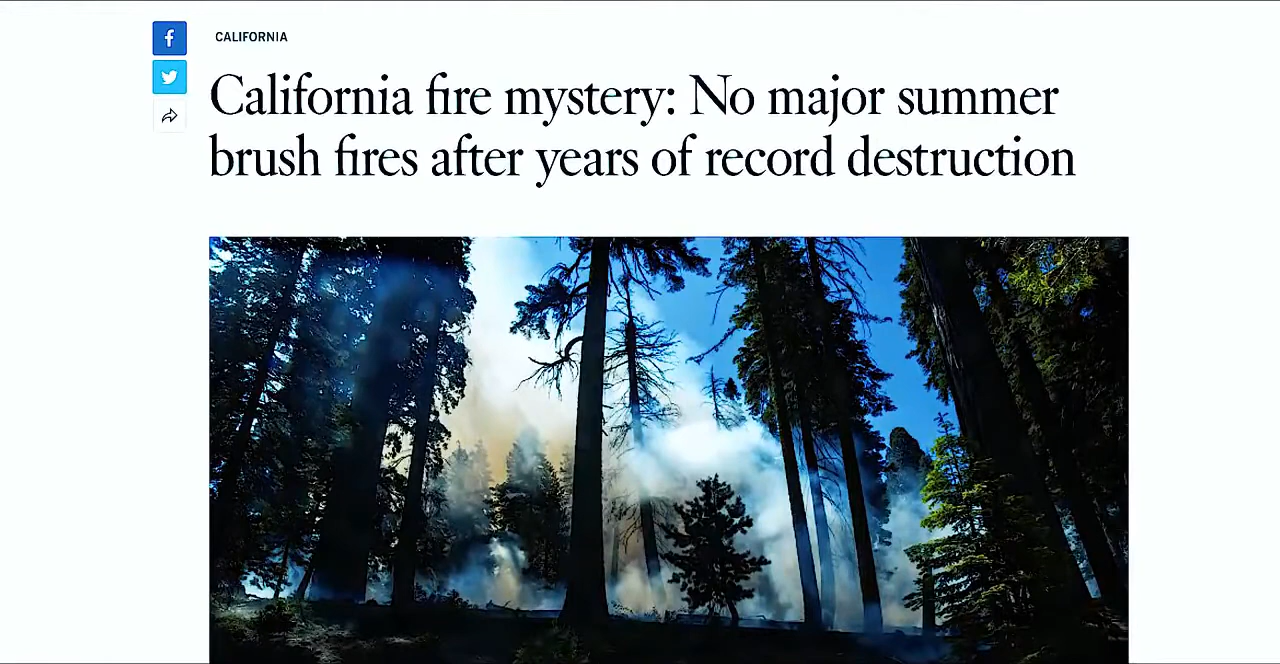 CALIFORNIA
California fire mystery: No major summer
brush fires after years of record destruction